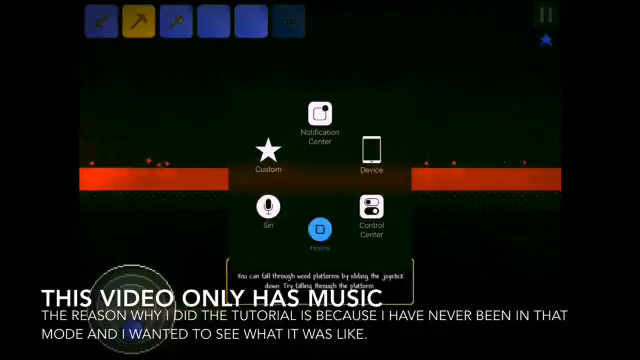 Notification
Center
Custom
Device
Siri
Control
Center
Home
You can fall through wood platforms by sliding the joystick
down. Try falling through the platform.
THIS VIDEO ONLY HAS MUSIC
THE REASON WHY I DID THE TUTORIAL IS BECAUSE I HAVE NEVER BEEN IN THAT
MODE AND I WANTED TO SEE WHAT IT WAS LIKE.